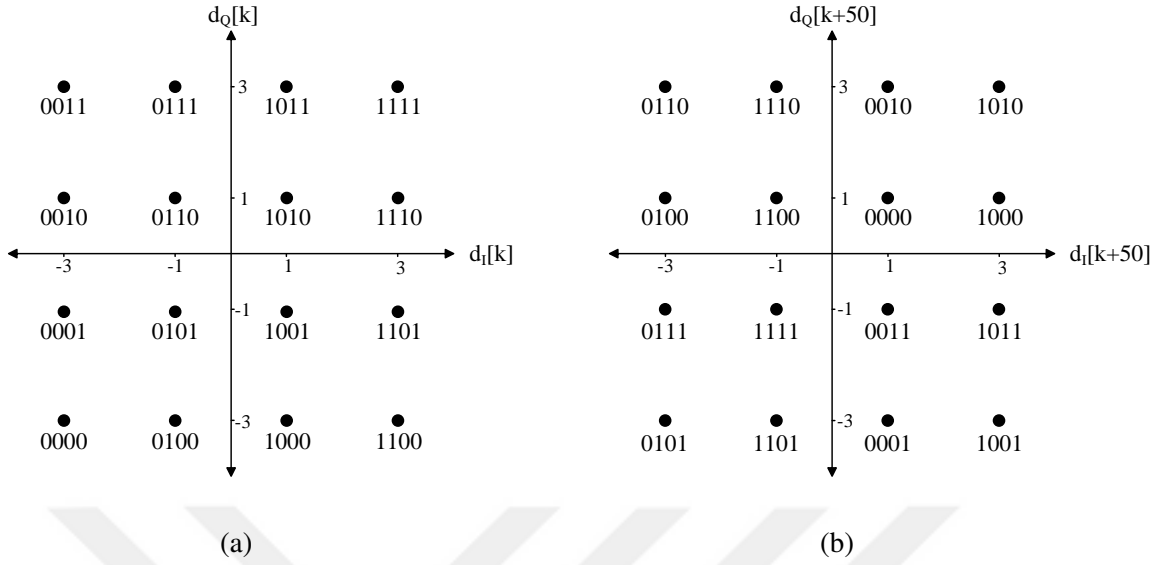 d_Q[k]
3
0011 0111 1011 1111
1
0010 0110 1010 1110
-3 -1 1 3 d_I[k]
-1
0001 0101 1001 1101
-3
0000 0100 1000 1100
(a)
d_Q[k+50]
3
0110 1110 0010 1010
1
0100 1100 0000 1000
-3 -1 1 3 d_I[k+50]
-1
0111 1111 0011 1011
-3
0101 1101 0001 1001
(b)